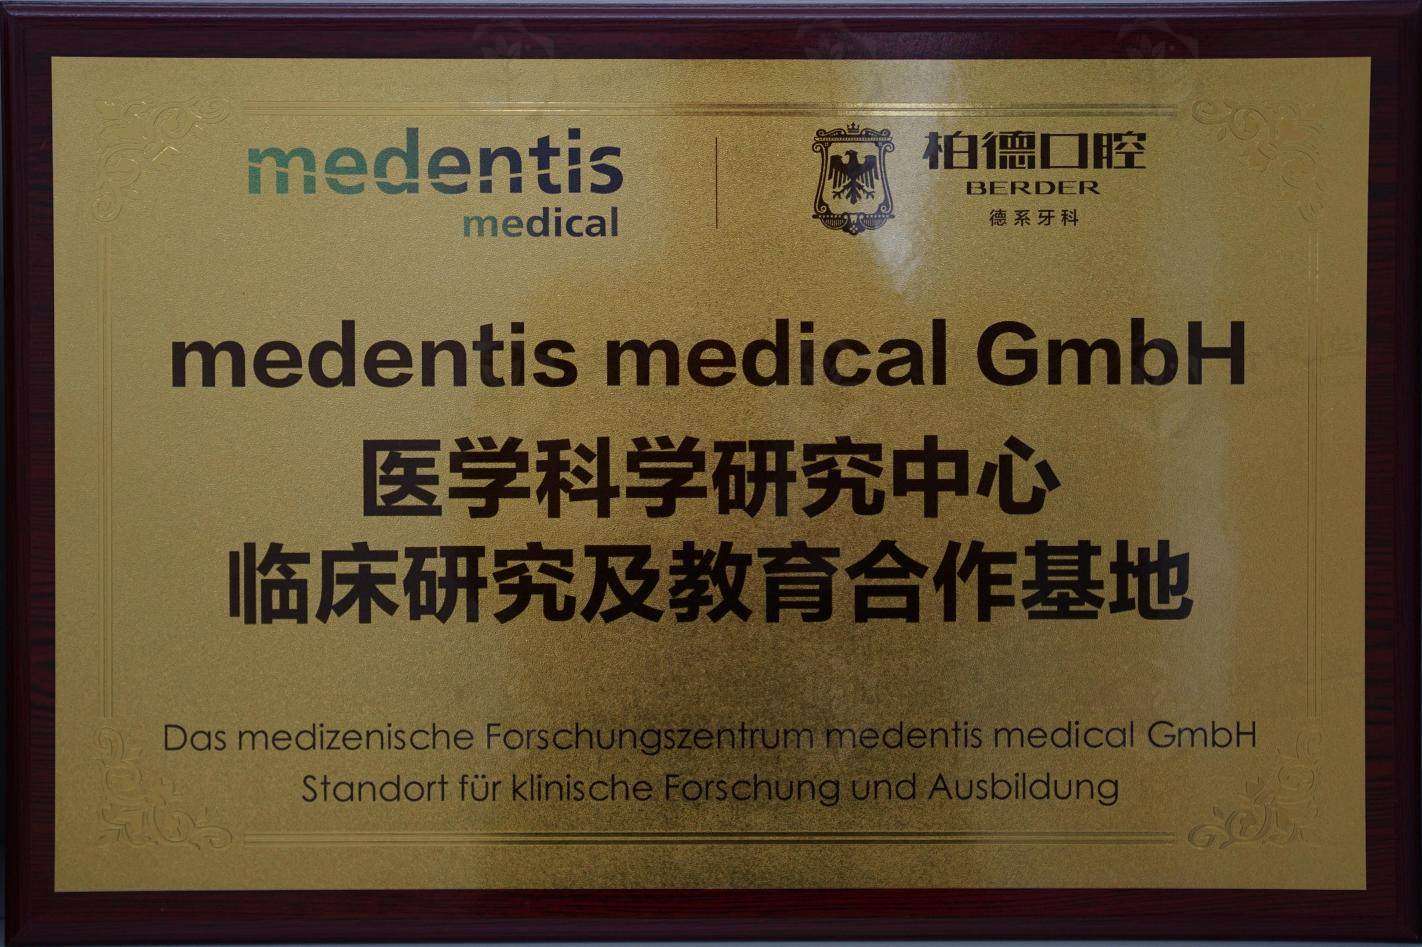 medentis
medical
柏德口腔
BERDER
德系牙科
medentis medical GmbH
医学科学研究中心
临床研究及教育合作基地
Das medizenische Forschungszentrum medentis medical GmbH
Standort für klinische Forschung und Ausbildung